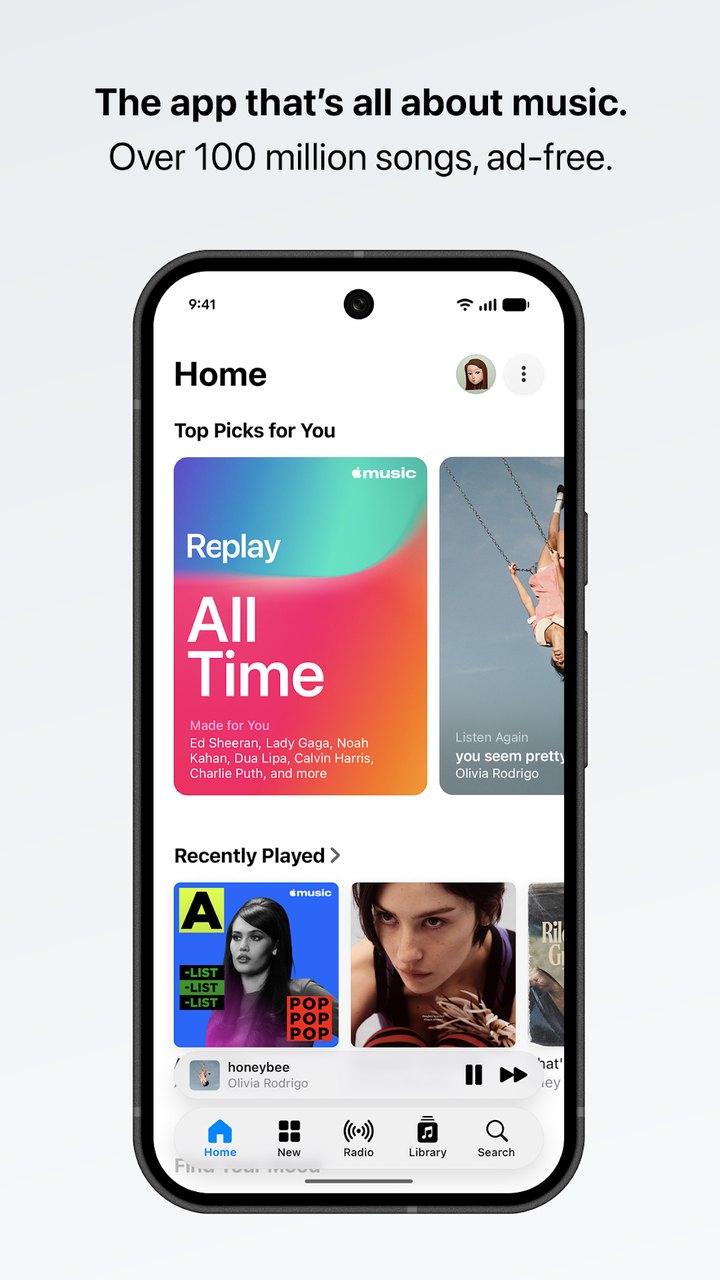 The app that's all about music.
Over 100 million songs, ad-free.
9:41
Home
Top Picks for You
music
Replay
All
Time
Made for You
Ed Sheeran, Lady Gaga, Noah
Kahan, Dua Lipa, Calvin Harris,
Charlie Puth, and more
Listen Again
you seem pretty
Olivia Rodrigo
Recently Played
music
A
-LIST
-LIST
-LIST
POP
POP
POP
honeybee
Olivia Rodrigo
Home
New
Radio
Library
Search
Find Your Mood